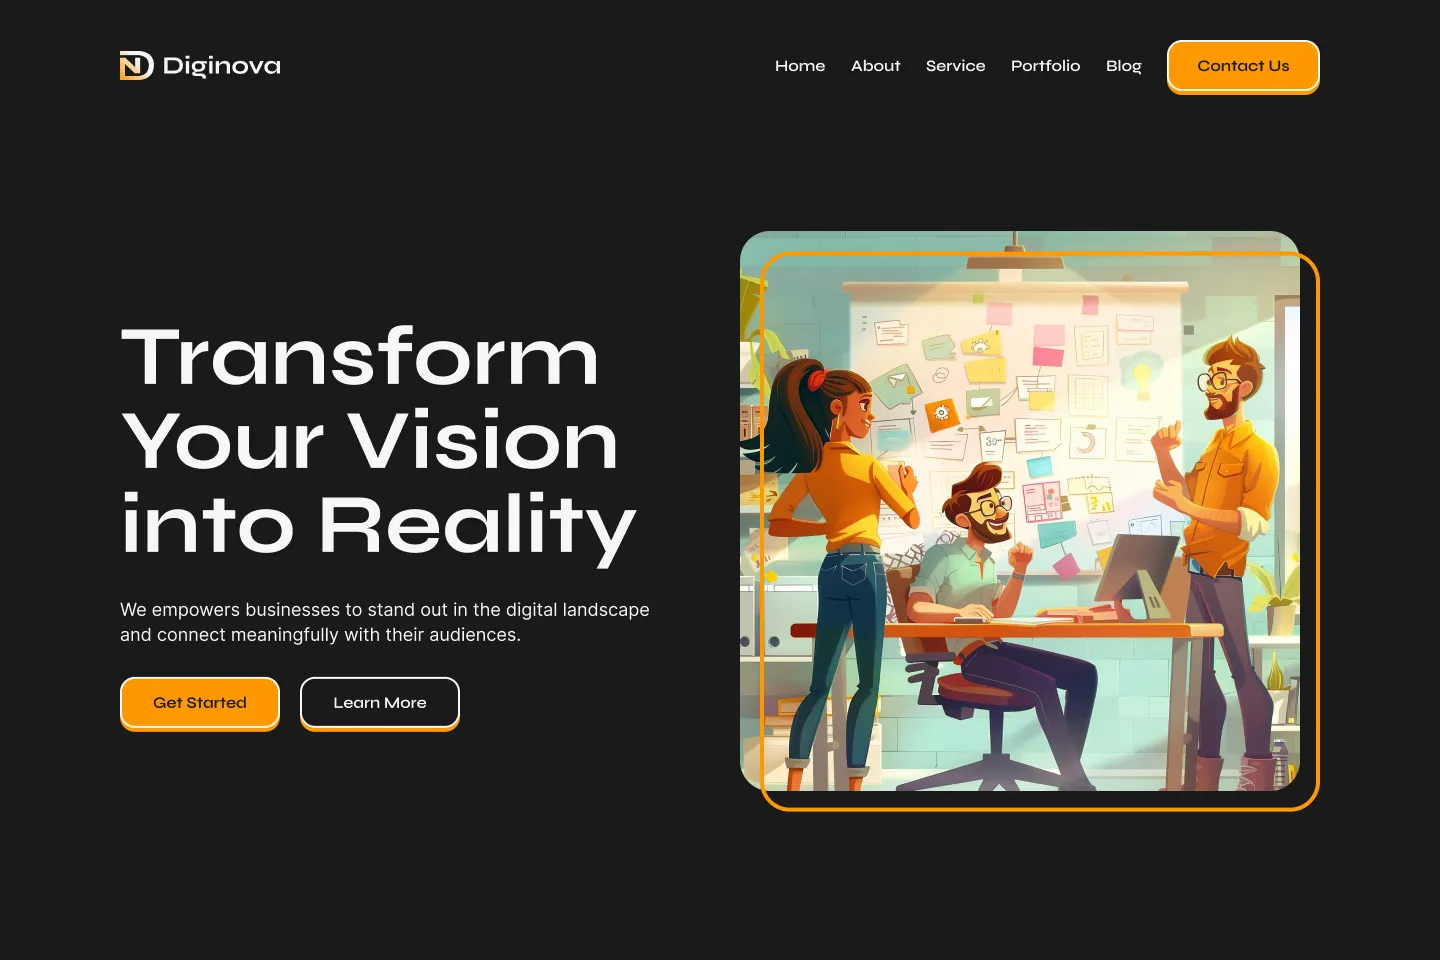 Diginova
Home About Service Portfolio Blog Contact Us
Transform
Your Vision
into Reality
We empowers businesses to stand out in the digital landscape
and connect meaningfully with their audiences.
Get Started Learn More